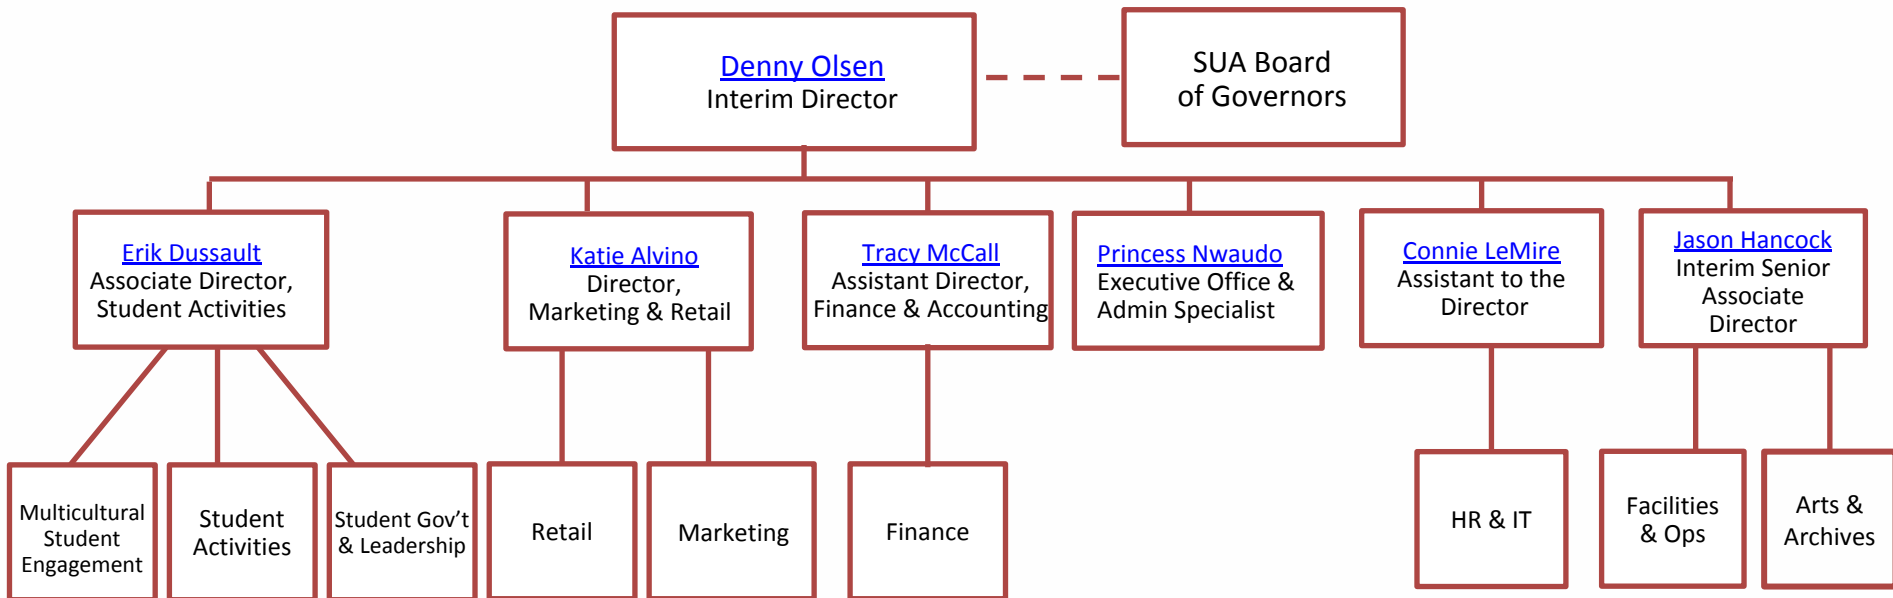 Denny Olsen
Interim Director
SUA Board
of Governors
Erik Dussault
Associate Director,
Student Activities
Katie Alvino
Director,
Marketing & Retail
Tracy McCall
Assistant Director,
Finance & Accounting
Princess Nwaudo
Executive Office &
Admin Specialist
Connie LeMire
Assistant to the
Director
Jason Hancock
Interim Senior
Associate
Director
Multicultural
Student
Engagement
Student
Activities
Student Gov't
& Leadership
Retail
Marketing
Finance
HR & IT
Facilities
& Ops
Arts &
Archives